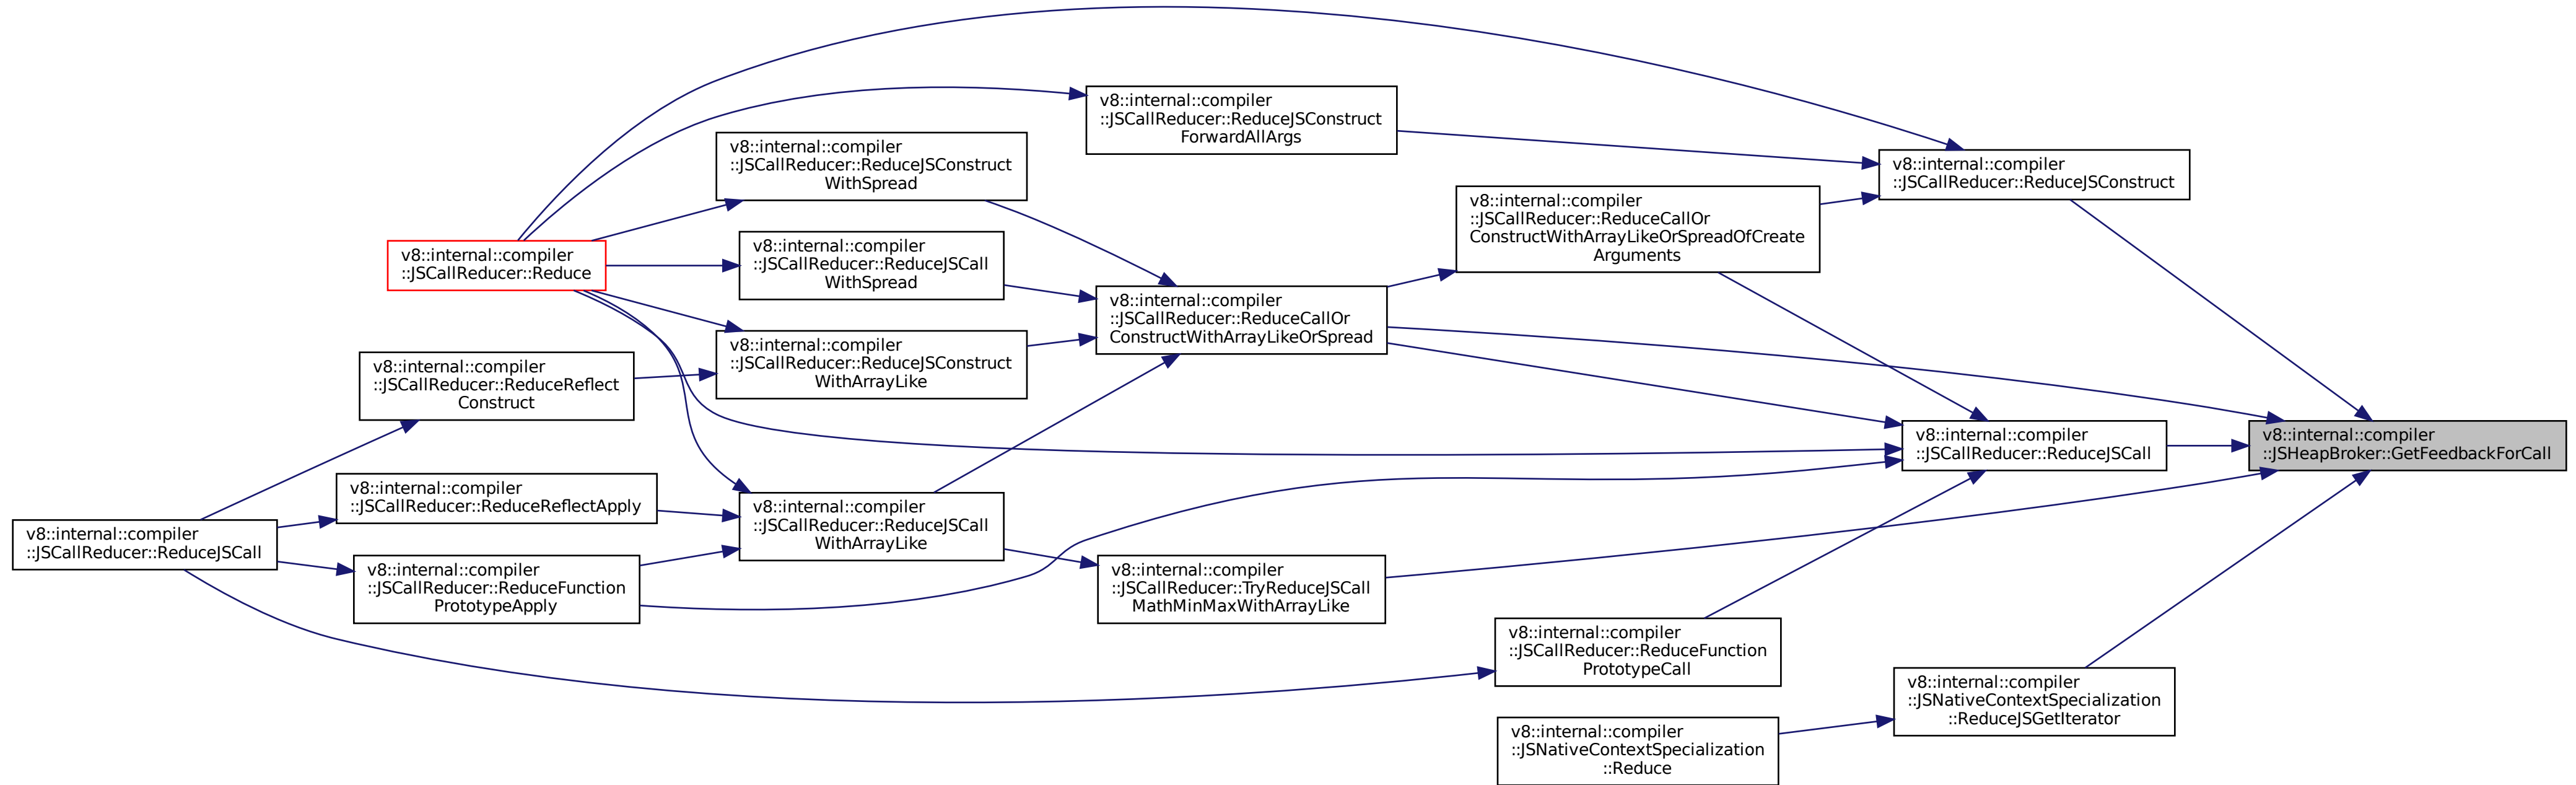 v8::internal::compiler
::JSCallReducer::ReduceJSConstruct
ForwardAllArgs
v8::internal::compiler
::JSCallReducer::ReduceJSConstruct
WithSpread
v8::internal::compiler
::JSCallReducer::ReduceJSConstruct
v8::internal::compiler
::JSCallReducer::ReduceCallOr
ConstructWithArrayLikeOrSpreadOfCreate
Arguments
v8::internal::compiler
::JSCallReducer::Reduce
v8::internal::compiler
::JSCallReducer::ReduceJSCall
WithSpread
v8::internal::compiler
::JSCallReducer::ReduceCallOr
ConstructWithArrayLikeOrSpread
v8::internal::compiler
::JSCallReducer::ReduceJSConstruct
WithArrayLike
v8::internal::compiler
::JSCallReducer::ReduceReflect
Construct
v8::internal::compiler
::JSCallReducer::ReduceJSCall
v8::internal::compiler
::JSHeapBroker::GetFeedbackForCall
v8::internal::compiler
::JSCallReducer::ReduceReflectApply
v8::internal::compiler
::JSCallReducer::ReduceJSCall
WithArrayLike
v8::internal::compiler
::JSCallReducer::ReduceJSCall
v8::internal::compiler
::JSCallReducer::ReduceFunction
PrototypeApply
v8::internal::compiler
::JSCallReducer::TryReduceJSCall
MathMinMaxWithArrayLike
v8::internal::compiler
::JSCallReducer::ReduceFunction
PrototypeCall
v8::internal::compiler
::JSNativeContextSpecialization
::ReduceJSGetIterator
v8::internal::compiler
::JSNativeContextSpecialization
::Reduce